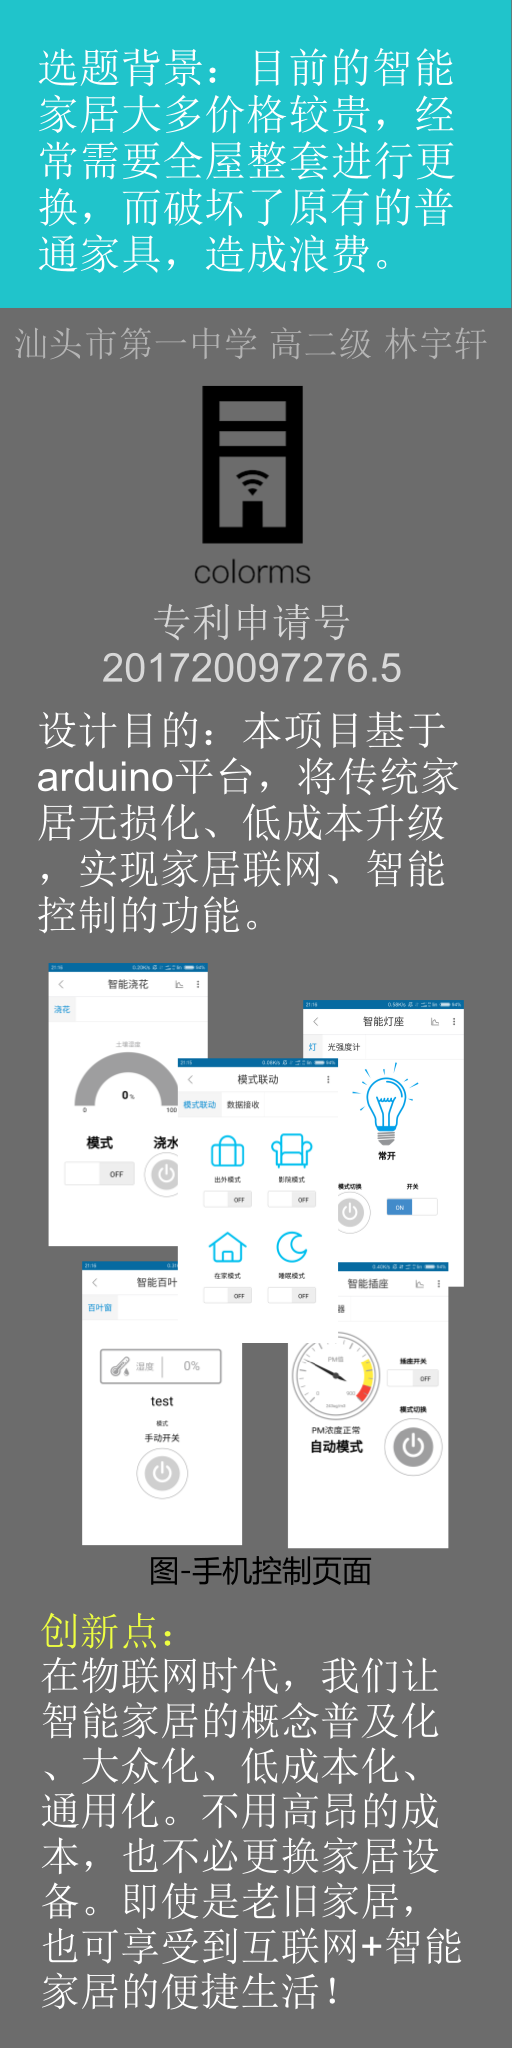 选题背景：目前的智能
家居大多价格较贵，经
常需要全屋整套进行更
换，而破坏了原有的普
通家具，造成浪费。
汕头市第一中学 高二级 林宇轩
colorms
专利申请号
201720097276.5
设计目的：本项目基于
arduino平台，将传统家
居无损化、低成本升级
，实现家居联网、智能
控制的功能。
21:16
智能浇花
浇花
土壤湿度
0%
0 100
模式 浇水
OFF
21:16
智能灯座
灯 光强度计
常开
模式切换 开关
ON
21:15
模式联动
模式联动 数据接收
出外模式 影院模式
OFF OFF
在家模式 睡眠模式
OFF OFF
21:16
智能百叶
百叶窗
湿度 0%
test
模式
手动开关
智能插座
器
PM值
插座开关
OFF
模式切换
PM浓度正常
自动模式
图-手机控制页面
创新点：
在物联网时代，我们让
智能家居的概念普及化
、大众化、低成本化、
通用化。不用高昂的成
本，也不必更换家居设
备。即使是老旧家居，
也可享受到互联网+智能
家居的便捷生活！